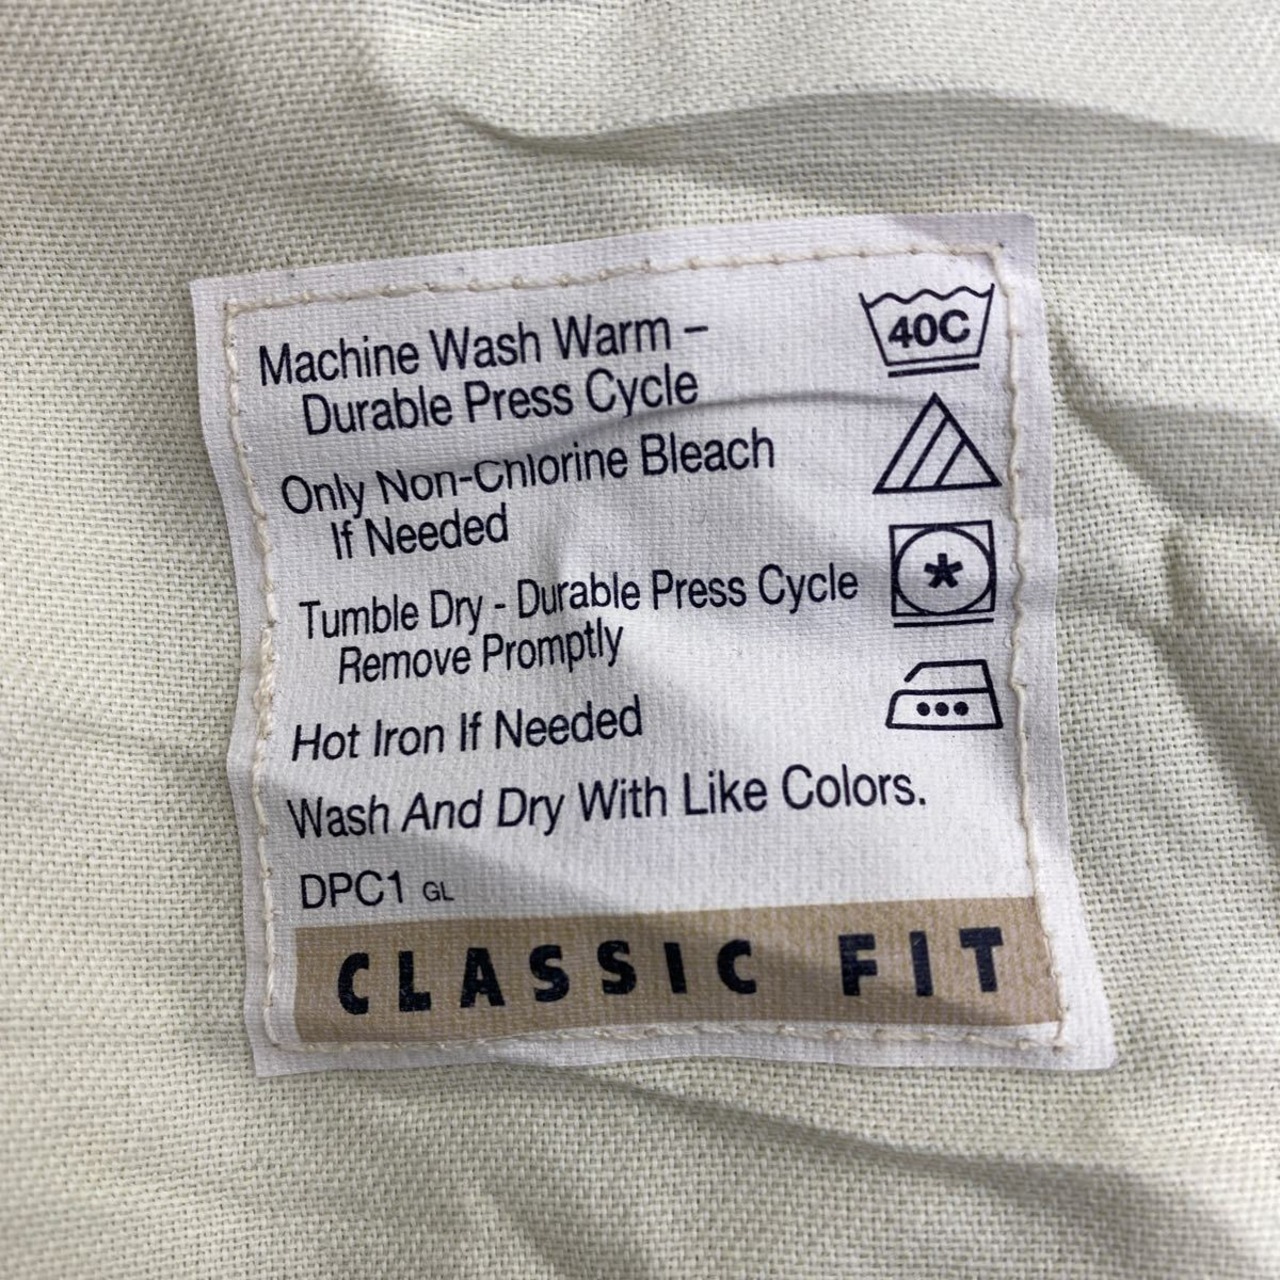 Machine Wash Warm –
Durable Press Cycle
40C
Only Non-Chlorine Bleach
If Needed
Tumble Dry - Durable Press Cycle
Remove Promptly
Hot Iron If Needed
Wash And Dry With Like Colors.
DPC1 GL
CLASSIC FIT